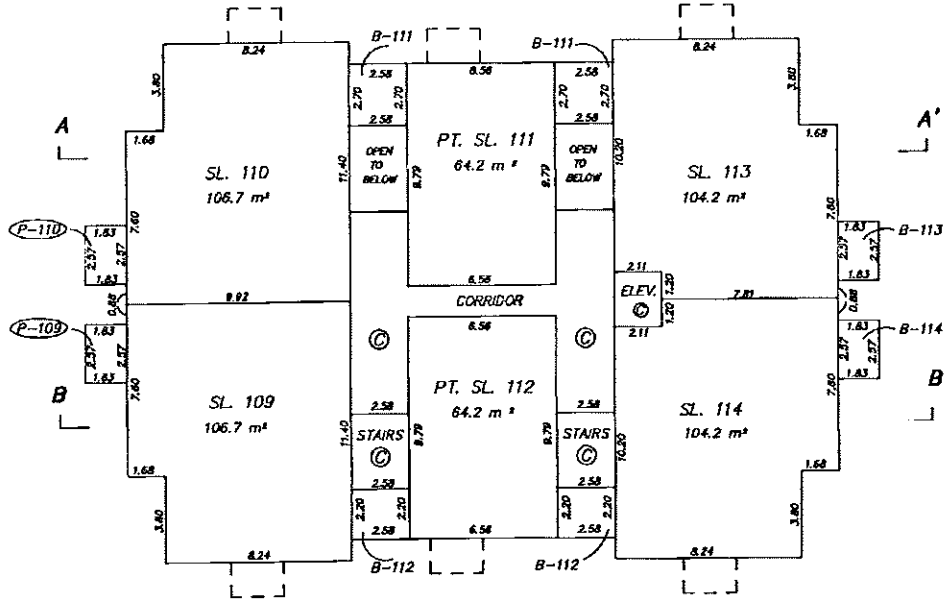 8.24
B-111
B-111
8.24
3.80
2.58
2.70
2.70
2.58
8.56
2.58
2.70
2.70
2.58
3.80
A
1.68
SL. 110
106.7 m²
11.40
OPEN
TO
BELOW
9.79
PT. SL. 111
64.2 m²
9.79
OPEN
TO
BELOW
10.20
SL. 113
104.2 m²
1.68
A'
P-110
1.83
2.57
2.57
1.83
7.60
7.80
1.83
2.57
2.57
1.83
B-113
0.88
9.92
6.56
CORRIDOR
2.11
ELEV.
C
1.20
1.20
2.11
7.81
0.88
P-109
1.83
2.57
2.57
1.83
7.60
C
6.56
C
1.83
2.57
2.57
1.83
B-114
7.80
B
SL. 109
106.7 m²
11.40
2.58
STAIRS
C
2.58
9.79
PT. SL. 112
64.2 m²
9.79
2.58
STAIRS
C
2.58
10.20
SL. 114
104.2 m²
B
1.68
1.68
3.80
2.20
2.20
2.58
6.56
2.20
2.20
2.58
3.80
8.24
B-112
B-112
8.24